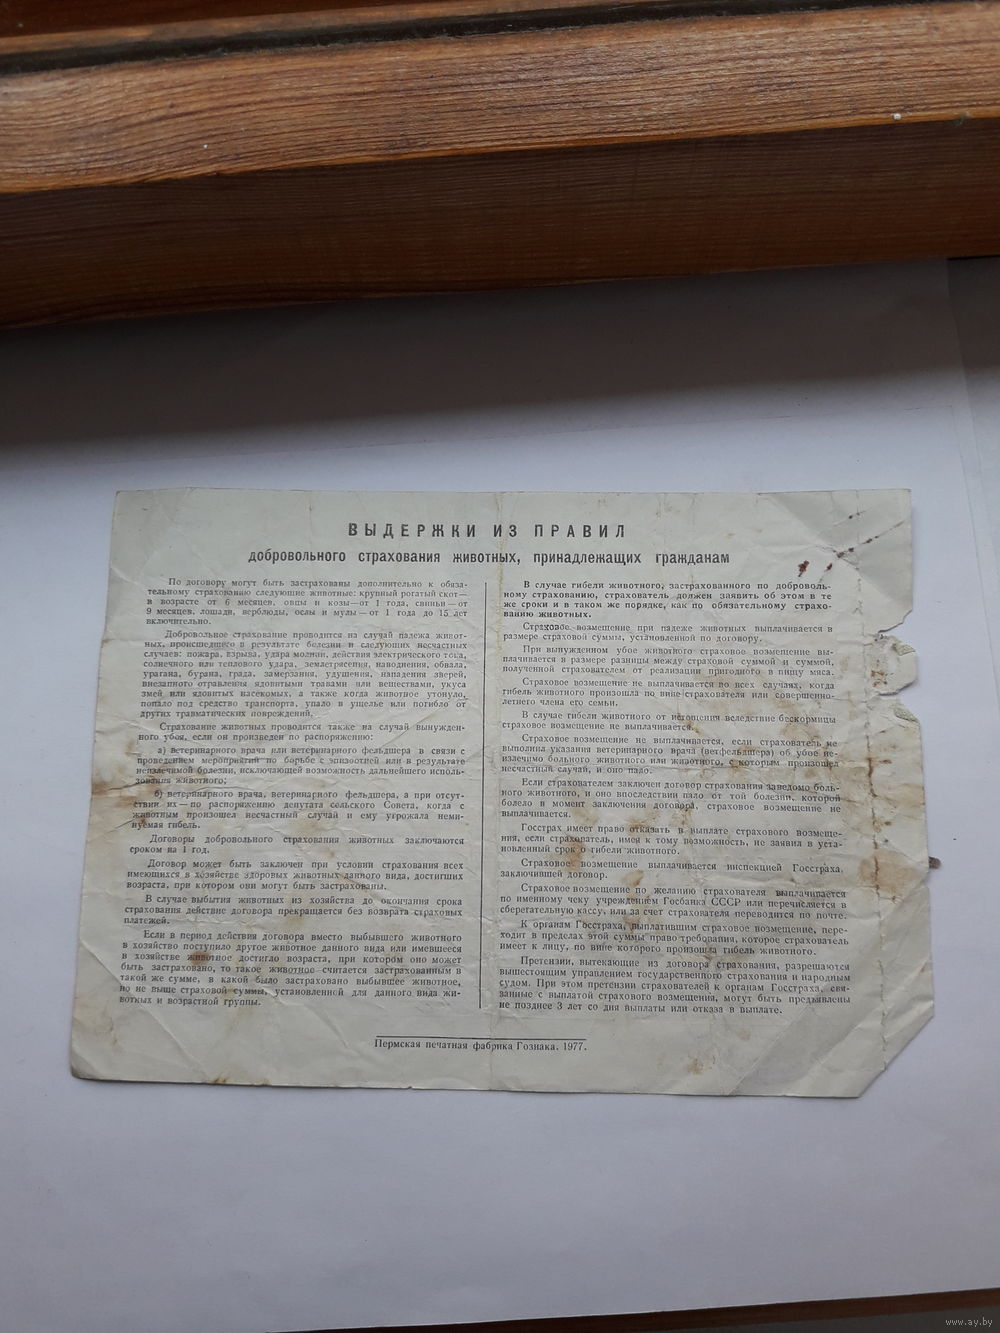 ВЫДЕРЖКИ ИЗ ПРАВИЛ
добровольного страхования животных, принадлежащих гражданам
По договору могут быть застрахованы дополнительно к обяза-
тельному страхованию следующие животные: крупный рогатый скот—
в возрасте от 6 месяцев, овцы и козы—от 1 года, свиньи—от
9 месяцев, лошади, верблюды, ослы и мулы—от 1 года до 15 лет
включительно.
Добровольное страхование проводится на случай падежа живот-
ных, происшедшего в результате болезни и следующих несчастных
случаев: пожара, взрыва, удара молнии, действия электрического тока,
солнечного или теплового удара, землетрясения, наводнения, обвала,
урагана, бурана, града, замерзания, удушения, нападения зверей,
внезапного отравления ядовитыми травами или веществами, укуса
змей или ядовитых насекомых, а также когда животное утонуло,
попало под средство транспорта, упало в ущелье или погибло от
других травматических повреждений.
Страхование животных проводится также на случай вынужден-
ного убоя, если он произведен по распоряжению:
а) ветеринарного врача или ветеринарного фельдшера в связи с
проведением мероприятий по борьбе с эпизоотией или в результате
неизлечимой болезни, исключающей возможность дальнейшего исполь-
зования животного;
б) ветеринарного врача, ветеринарного фельдшера, а при отсут-
ствии их—по распоряжению депутата сельского Совета, когда с
животным произошел несчастный случай и ему угрожала неми-
нуемая гибель.
Договоры добровольного страхования животных заключаются
сроком на 1 год.
Договор может быть заключен при условии страхования всех
имеющихся в хозяйстве здоровых животных данного вида, достигших
возраста, при котором они могут быть застрахованы.
В случае выбытия животных из хозяйства до окончания срока
страхования действие договора прекращается без возврата страховых
платежей.
Если в период действия договора вместо выбывшего животного
в хозяйство поступило другое животное данного вида или имевшееся
в хозяйстве животное достигло возраста, при котором оно может
быть застраховано, то такое животное считается застрахованным в
такой же сумме, в какой было застраховано выбывшее животное,
но не выше страховой суммы, установленной для данного вида жи-
вотных и возрастной группы.
В случае гибели животного, застрахованного по доброволь-
ному страхованию, страхователь должен заявить об этом в те
же сроки и в таком же порядке, как по обязательному страхо-
ванию животных.
Страховое возмещение при падеже животных выплачивается в
размере страховой суммы, установленной по договору.
При вынужденном убое животного страховое возмещение вы-
плачивается в размере разницы между страховой суммой и суммой,
полученной страхователем от реализации пригодного в пищу мяса.
Страховое возмещение не выплачивается во всех случаях, когда
гибель животного произошла по вине страхователя или совершенно-
летнего члена его семьи.
В случае гибели животного от истощения вследствие бескормицы
страховое возмещение не выплачивается.
Страховое возмещение не выплачивается, если страхователь не
выполнил указания ветеринарного врача (ветфельдшера) об убое не-
излечимо больного животного или животного, с которым произошел
несчастный случай, и оно пало.
Если страхователем заключен договор страхования заведомо боль-
ного животного, и оно впоследствии пало от той болезни, которой
болело в момент заключения договора, страховое возмещение не
выплачивается.
Госстрах имеет право отказать в выплате страхового возмеще-
ния, если страхователь, имея к тому возможность, не заявил в уста-
новленный срок о гибели животного.
Страховое возмещение выплачивается инспекцией Госстраха,
заключившей договор.
Страховое возмещение по желанию страхователя выплачивается
по именному чеку учреждением Госбанка СССР или перечисляется в
сберегательную кассу, или за счет страхователя переводится по почте.
К органам Госстраха, выплатившим страховое возмещение, пере-
ходит в пределах этой суммы право требования, которое страхователь
имеет к лицу, по вине которого произошла гибель животного.
Претензии, вытекающие из договора страхования, разрешаются
вышестоящим управлением государственного страхования и народным
судом. При этом претензии страхователей к органам Госстраха, свя-
занные с выплатой страхового возмещения, могут быть предъявлены
не позднее 3 лет со дня выплаты или отказа в выплате.
Пермская печатная фабрика Гознака. 1977.
www.ay.by